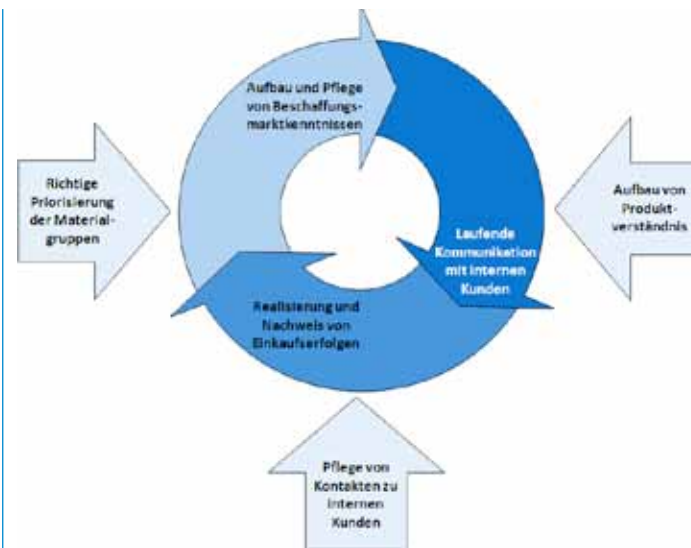 Aufbau und Pflege
von Beschaffungs-
marktkenntnissen
Richtige
Priorisierung
der Material-
gruppen
Aufbau von
Produkt-
verständnis
Laufende
Kommunikation
mit internen
Kunden
Realisierung und
Nachweis von
Einkaufserfolgen
Pflege von
Kontakten zu
internen
Kunden